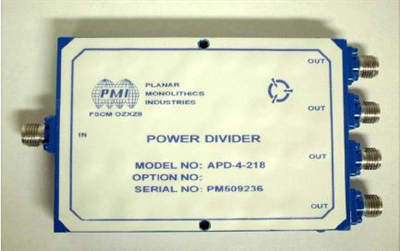 OUT
PMI
PLANAR
MONOLITHICS
INDUSTRIES
FSCM OZXZ8
IN
OUT
POWER DIVIDER
MODEL NO: APD-4-218
OUT
OPTION NO:
SERIAL NO: PM509236
OUT